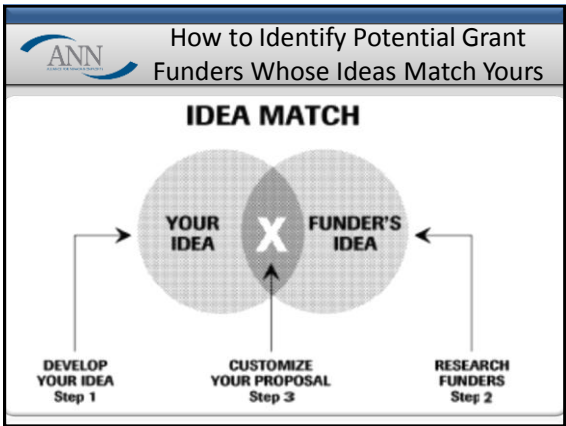 ANN
How to Identify Potential Grant
Funders Whose Ideas Match Yours
IDEA MATCH
YOUR
IDEA
X
FUNDER'S
IDEA
DEVELOP
YOUR IDEA
Step 1
CUSTOMIZE
YOUR PROPOSAL
Step 3
RESEARCH
FUNDERS
Step 2